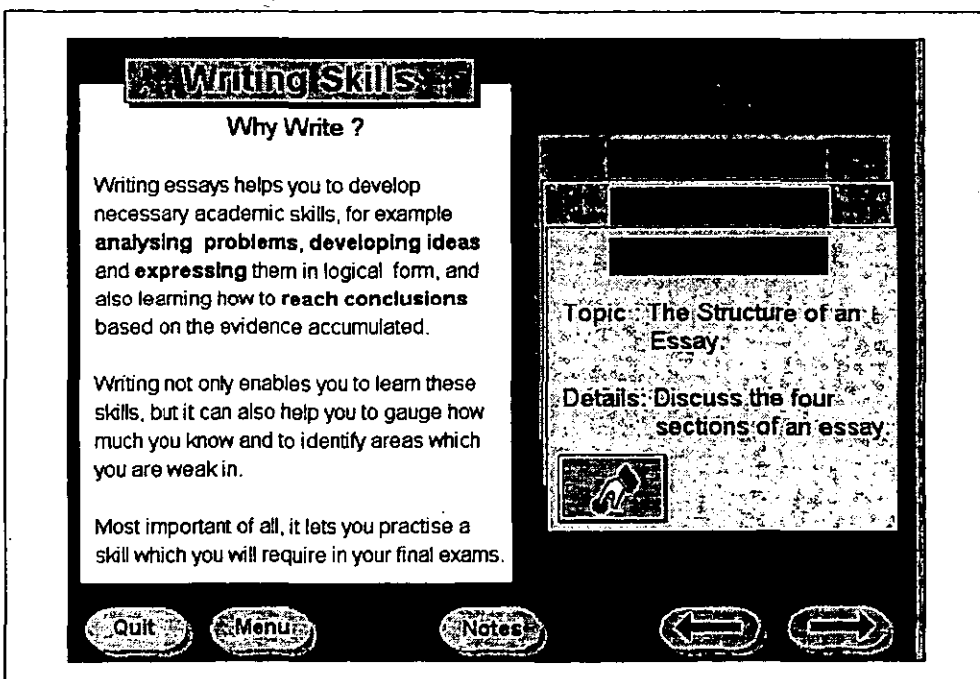 Writing Skills
Why Write ?
Writing essays helps you to develop
necessary academic skills, for example
analysing problems, developing ideas
and expressing them in logical form, and
also learning how to reach conclusions
based on the evidence accumulated.
Writing not only enables you to learn these
skills, but it can also help you to gauge how
much you know and to identify areas which
you are weak in.
Most important of all, it lets you practise a
skill which you will require in your final exams.
Topic : The Structure of an
Essay.
Details: Discuss the four
sections of an essay.
Quit
Menu
Notes